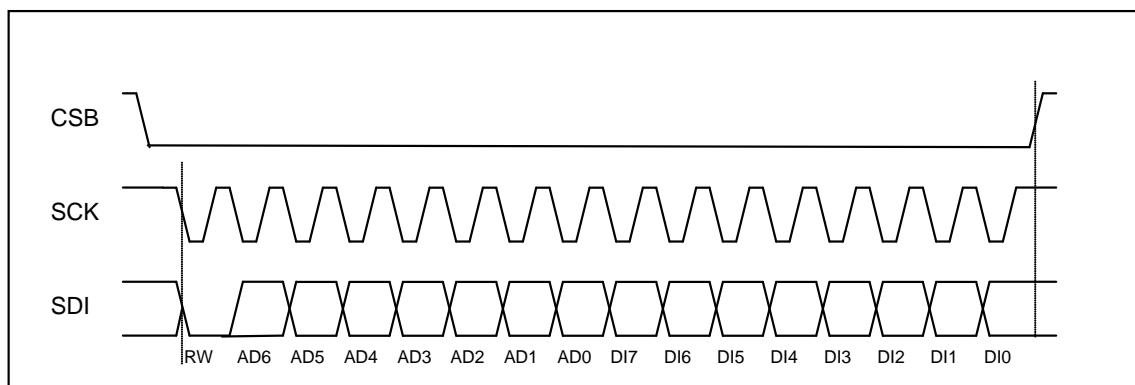 CSB
SCK
SDI
RW AD6 AD5 AD4 AD3 AD2 AD1 AD0 DI7 DI6 DI5 DI4 DI3 DI2 DI1 DI0